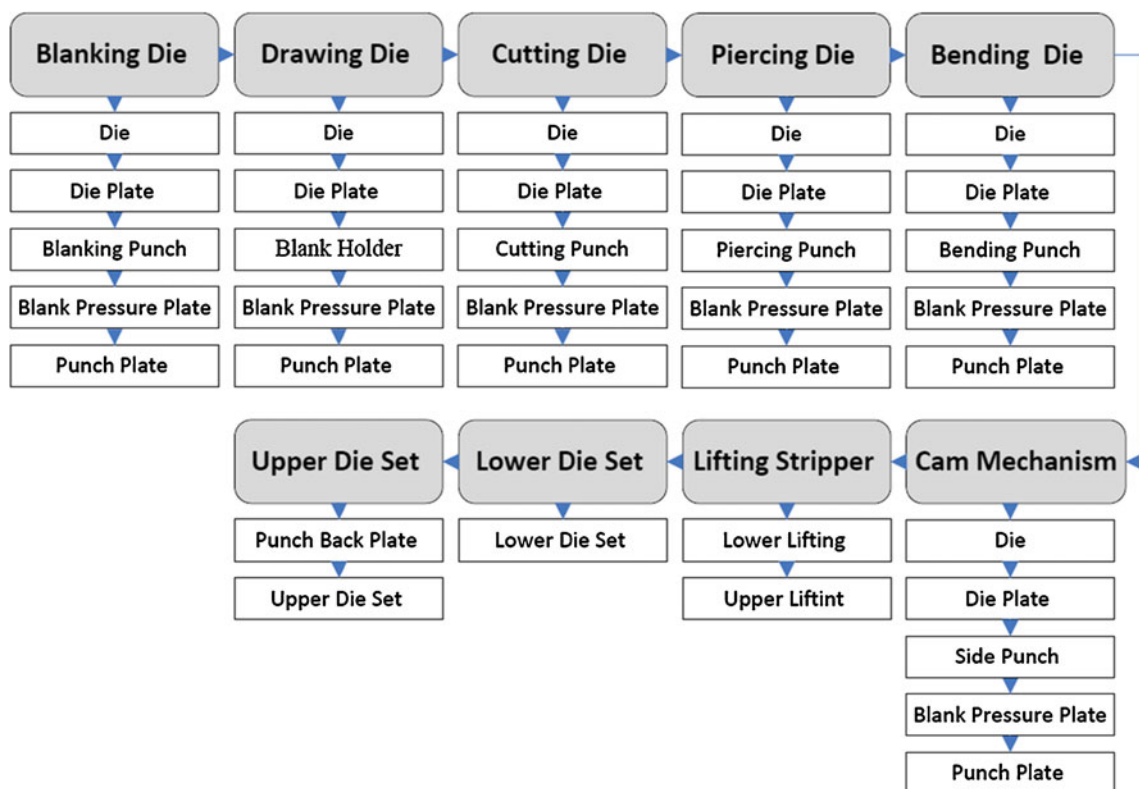 Blanking Die
Drawing Die
Cutting Die
Piercing Die
Bending Die
Die
Die
Die
Die
Die
Die Plate
Die Plate
Die Plate
Die Plate
Die Plate
Blanking Punch
Blank Holder
Cutting Punch
Piercing Punch
Bending Punch
Blank Pressure Plate
Blank Pressure Plate
Blank Pressure Plate
Blank Pressure Plate
Blank Pressure Plate
Punch Plate
Punch Plate
Punch Plate
Punch Plate
Punch Plate
Upper Die Set
Lower Die Set
Lifting Stripper
Cam Mechanism
Punch Back Plate
Lower Die Set
Lower Lifting
Die
Upper Die Set
Upper Liftint
Die Plate
Side Punch
Blank Pressure Plate
Punch Plate